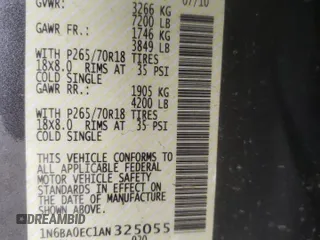 GVWR: 3266 KG 07/10
7200 LB
GAWR FR: 1746 KG
3849 LB
WITH P265/70R18 TIRES
18X8.0 RIMS AT 35 PSI
COLD SINGLE
GAWR RR: 1905 KG
4200 LB
WITH P265/70R18 TIRES
18X8.0 RIMS AT 35 PSI
COLD SINGLE
THIS VEHICLE CONFORMS TO
ALL APPLICABLE FEDERAL
MOTOR VEHICLE SAFETY
STANDARDS IN EFFECT ON THE
DATE OF MANUFACTURE
SHOWN ABOVE.
1N6BA0EC1AN325055
DRIVEDATA